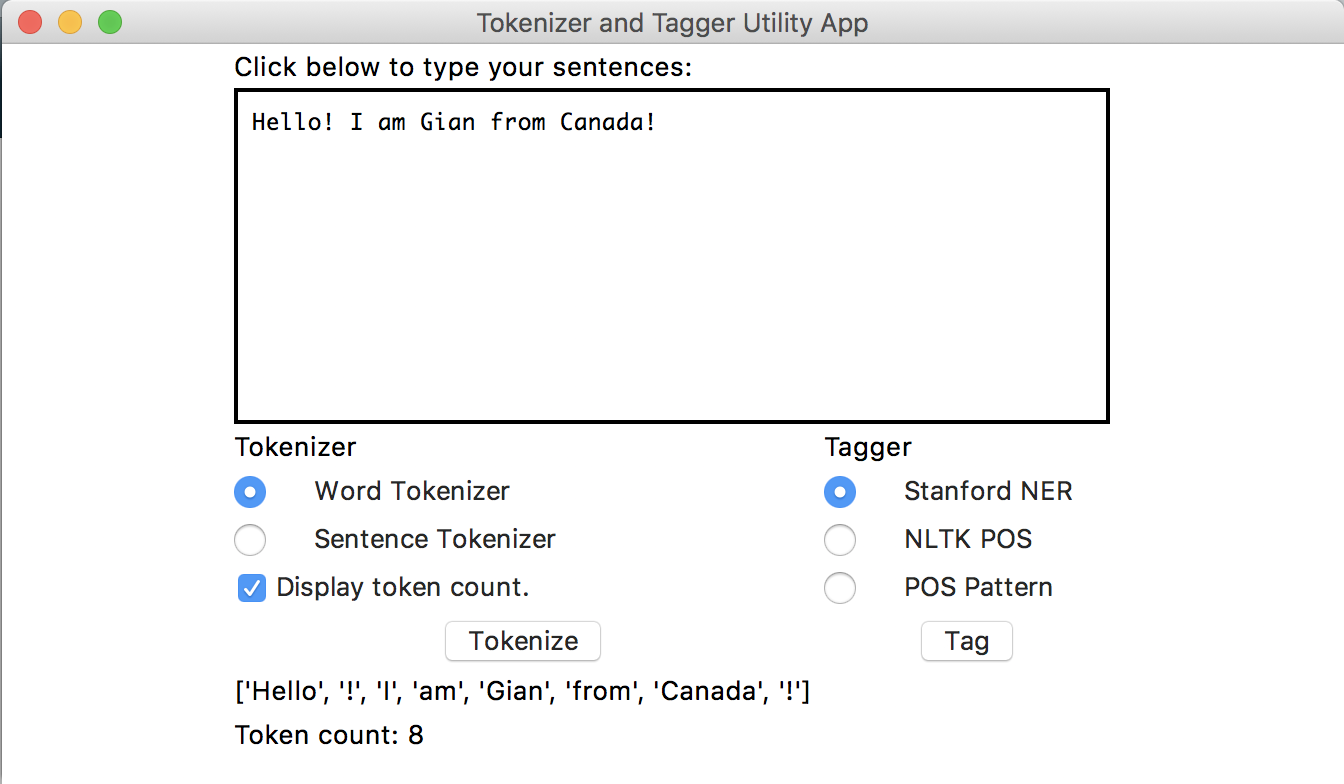 Tokenizer and Tagger Utility App
Click below to type your sentences:
Hello! I am Gian from Canada!
Tokenizer
Word Tokenizer
Sentence Tokenizer
Display token count.
Tokenize
Tagger
Stanford NER
NLTK POS
POS Pattern
Tag
['Hello', '!', 'I', 'am', 'Gian', 'from', 'Canada', '!']
Token count: 8